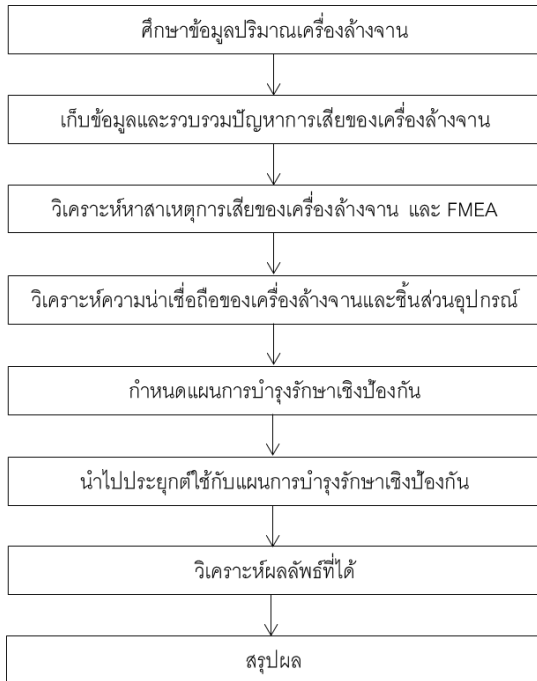 ศึกษาข้อมูลปริมาณเครื่องล้างจาน
เก็บข้อมูลและรวบรวมปัญหาการเสียของเครื่องล้างจาน
วิเคราะห์หาสาเหตุการเสียของเครื่องล้างจาน และ FMEA
วิเคราะห์ความน่าเชื่อถือของเครื่องล้างจานและชิ้นส่วนอุปกรณ์
กำหนดแผนการบำรุงรักษาเชิงป้องกัน
นำไปประยุกต์ใช้กับแผนการบำรุงรักษาเชิงป้องกัน
วิเคราะห์ผลลัพธ์ที่ได้
สรุปผล